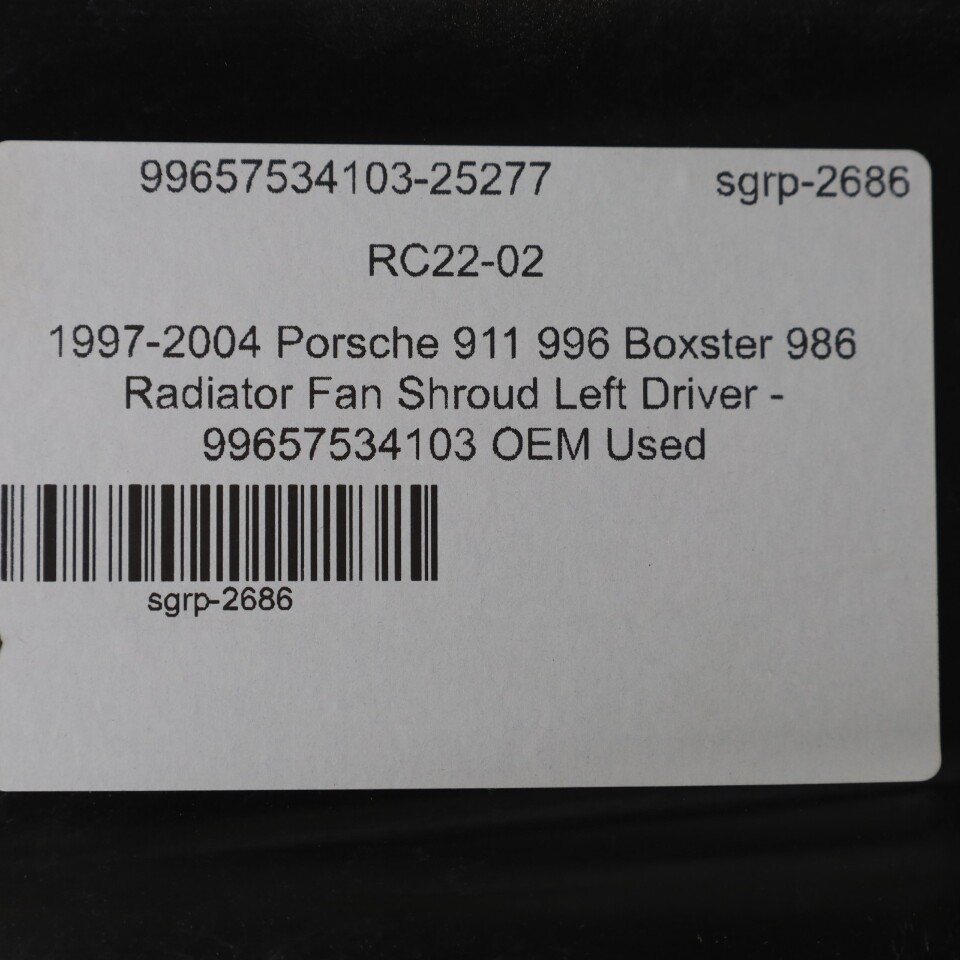 99657534103-25277 sgrp-2686
RC22-02
1997-2004 Porsche 911 996 Boxster 986
Radiator Fan Shroud Left Driver -
99657534103 OEM Used
sgrp-2686